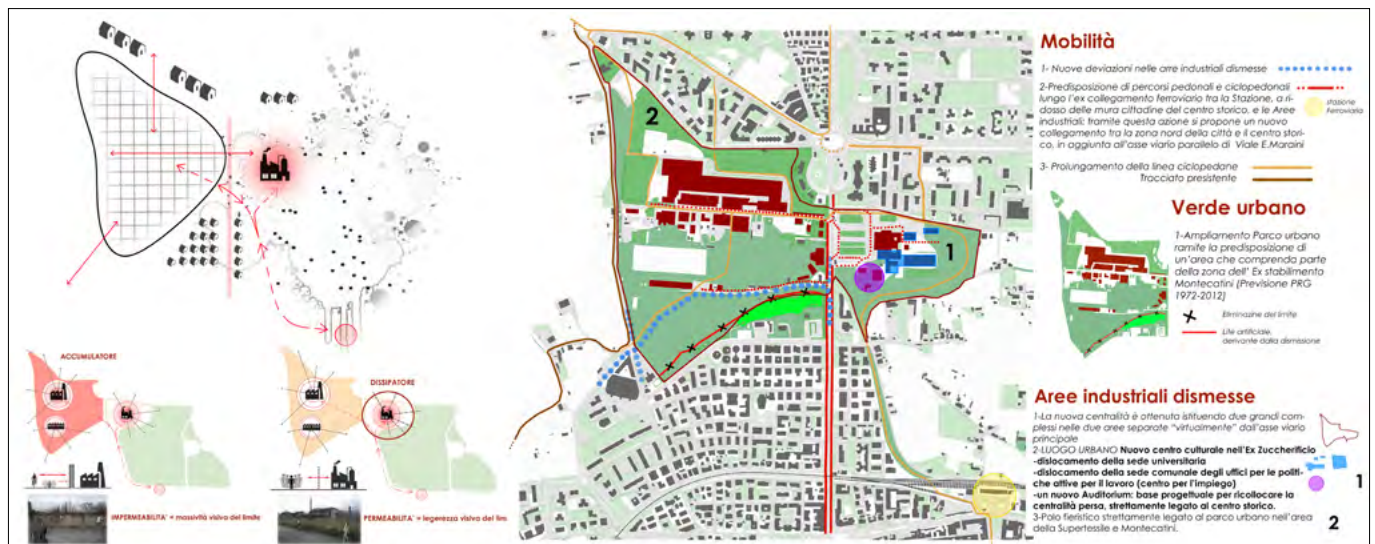 ACCUMULATORE
IMPERMEABILITA' = massività visiva del limite
DISSIPATORE
PERMEABILITA' = legerezza visiva del lim
2
1
Mobilità
1- Nuove deviazioni nelle arre industriali dismesse
2-Predisposizione di percorsi pedonali e ciclopedonali
lungo l'ex collegamento ferroviario tra la Stazione, a ri-
dosso delle mura cittadine del centro storico, e le Aree
industriali: tramite questa azione si propone un nuovo
collegamento tra la zona nord della città e il centro stori-
co, in aggiunta all'asse viario parallelo di Viale E.Maraini
stazione
Ferroviaria
3- Prolungamento della linea ciclopedane
Tracciato presistente
Verde urbano
1-Ampliamento Parco urbano
ramite la predisposizione di
un'area che comprenda parte
della zona dell' Ex stabilimento
Montecatini (Previsione PRG
1972-2012)
Eliminazine del limite
Lite artificiale,
derivante dalla dismissione
Aree industriali dismesse
1-La nuova centralità è ottenuta istituendo due grandi com-
plessi nelle due aree separate "virtualmente" dall'asse viario
principale
2-LUOGO URBANO Nuovo centro culturale nell'Ex Zuccherificio
-dislocamento della sede universitaria
-dislocamento della sede comunale degli uffici per le politi-
che attive per il lavoro (centro per l'impiego)
-un nuovo Auditorium: base progettuale per ricollocare la
centralità persa, strettamente legato al centro storico.
1
3-Polo fieristico strettamente legato al parco urbano nell'area
della Supertessile e Montecatini.
2